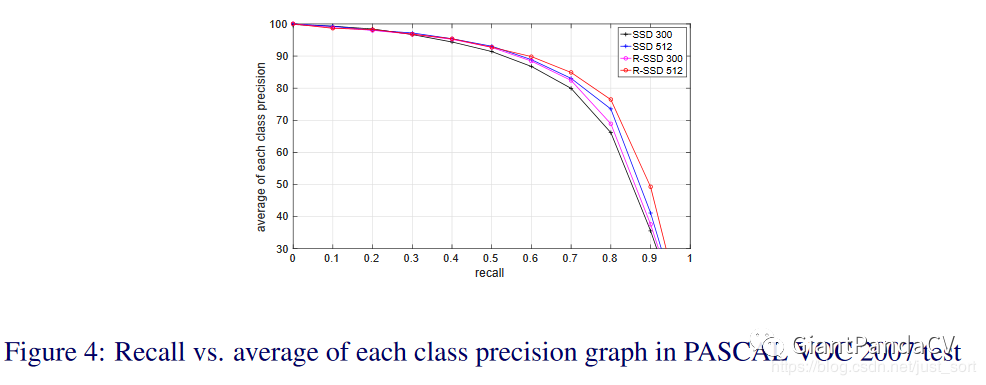 100
90
80
70
60
50
40
30
0
0.1
0.2
0.3
0.4
0.5
0.6
0.7
0.8
0.9
1
average of each class precision
recall
SSD 300
SSD 512
R-SSD 300
R-SSD 512
Figure 4: Recall vs. average of each class precision graph in PASCAL VOC 2007 test
GiantPandaCV
https://blog.csdn.net/just_sort